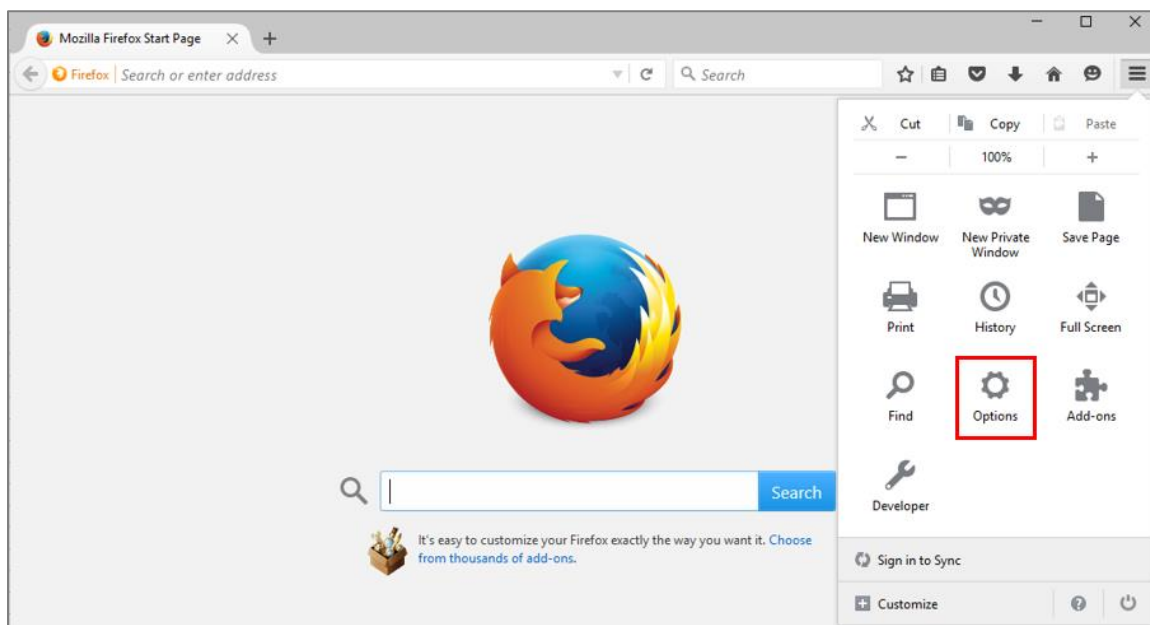 Mozilla Firefox Start Page
Firefox Search or enter address
Search
Cut Copy Paste
100%
New Window New Private Window Save Page
Print History Full Screen
Find Options Add-ons
Developer
Search
It's easy to customize your Firefox exactly the way you want it. Choose
from thousands of add-ons.
Sign in to Sync
Customize